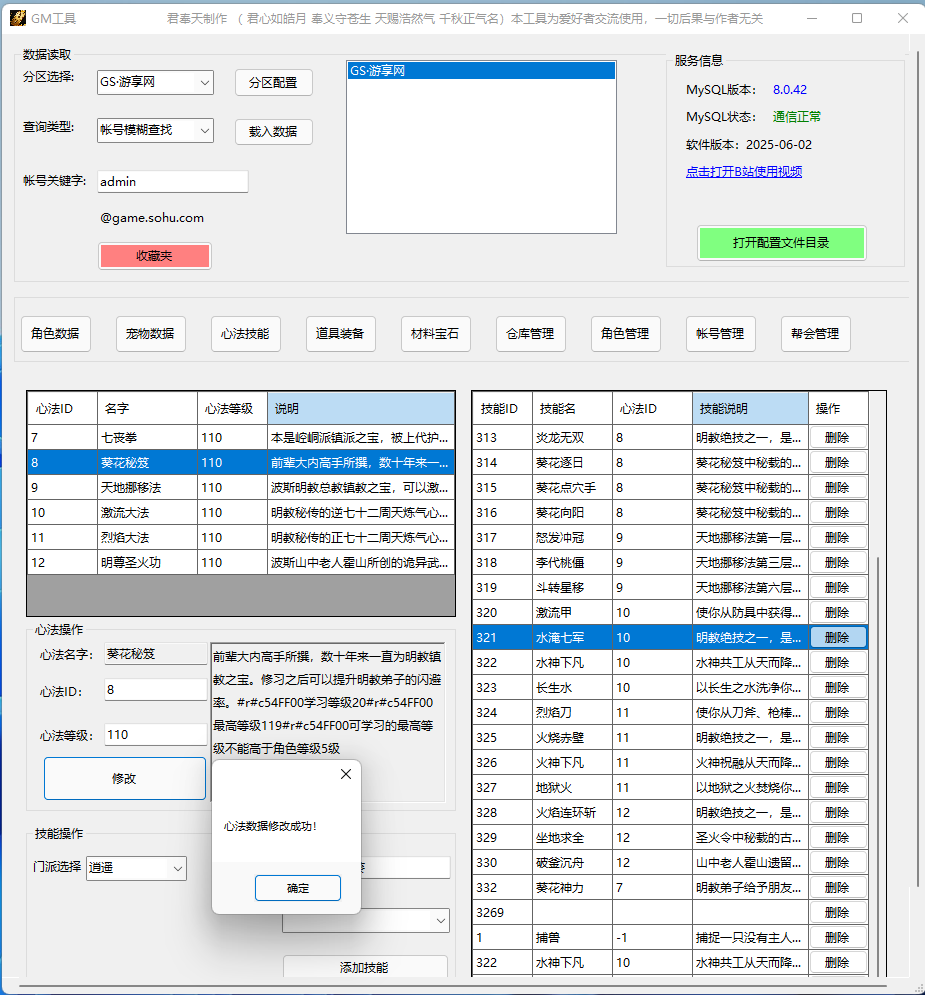 GM工具 君奉天制作 （ 君心如皓月 奉义守苍生 天赐浩然气 千秋正气名）本工具为爱好者交流使用，一切后果与作者无关
数据读取
分区选择: GS·游享网 分区配置
查询类型: 帐号模糊查找 载入数据
帐号关键字: admin
@game.sohu.com
收藏夹
GS·游享网
服务信息
MySQL版本: 8.0.42
MySQL状态: 通信正常
软件版本: 2025-06-02
点击打开B站使用视频
打开配置文件目录
角色数据 宠物数据 心法技能 道具装备 材料宝石 仓库管理 角色管理 帐号管理 帮会管理
心法ID 名字 心法等级 说明
7 七丧拳 110 本是崆峒派镇派之宝，被上代护...
8 葵花秘笈 110 前辈大内高手所撰，数十年来一...
9 天地挪移法 110 波斯明教总教镇教之宝，可以激...
10 激流大法 110 明教秘传的逆七十二周天炼气心...
11 烈焰大法 110 明教秘传的正七十二周天炼气心...
12 明尊圣火功 110 波斯山中老人霍山所创的诡异武...
心法操作
心法名字: 葵花秘笈
心法ID: 8
心法等级: 110
修改
前辈大内高手所撰，数十年来一直为明教镇
教之宝。修习之后可以提升明教弟子的闪避
率。#r#c54FF00学习等级20#r#c54FF00
最高等级119#r#c54FF00可学习的最高等
级不能高于角色等级5级
心法数据修改成功！
确定
技能操作
门派选择 逍遥
添加技能
技能ID 技能名 心法ID 技能说明 操作
313 炎龙无双 8 明教绝技之一，是... 删除
314 葵花逐日 8 葵花秘笈中秘载的... 删除
315 葵花点穴手 8 葵花秘笈中秘载的... 删除
316 葵花向阳 8 葵花秘笈中秘载的... 删除
317 怒发冲冠 9 天地挪移法第一层... 删除
318 李代桃僵 9 天地挪移法第三层... 删除
319 斗转星移 9 天地挪移法第六层... 删除
320 激流甲 10 使你从防具中获得... 删除
321 水淹七军 10 明教绝技之一，是... 删除
322 水神下凡 10 水神共工从天而降... 删除
323 长生水 10 以长生之水洗净你... 删除
324 烈焰刀 11 使你从刀斧、枪棒... 删除
325 火烧赤壁 11 明教绝技之一，是... 删除
326 火神下凡 11 火神祝融从天而降... 删除
327 地狱火 11 以地狱之火焚烧你... 删除
328 火焰连环斩 12 明教绝技之一，是... 删除
329 坐地求全 12 圣火令中秘载的古... 删除
330 破釜沉舟 12 山中老人霍山遗留... 删除
332 葵花神力 7 明教弟子给予朋友... 删除
3269 删除
1 捕兽 -1 捕捉一只没有主人... 删除
322 水神下凡 10 水神共工从天而降... 删除